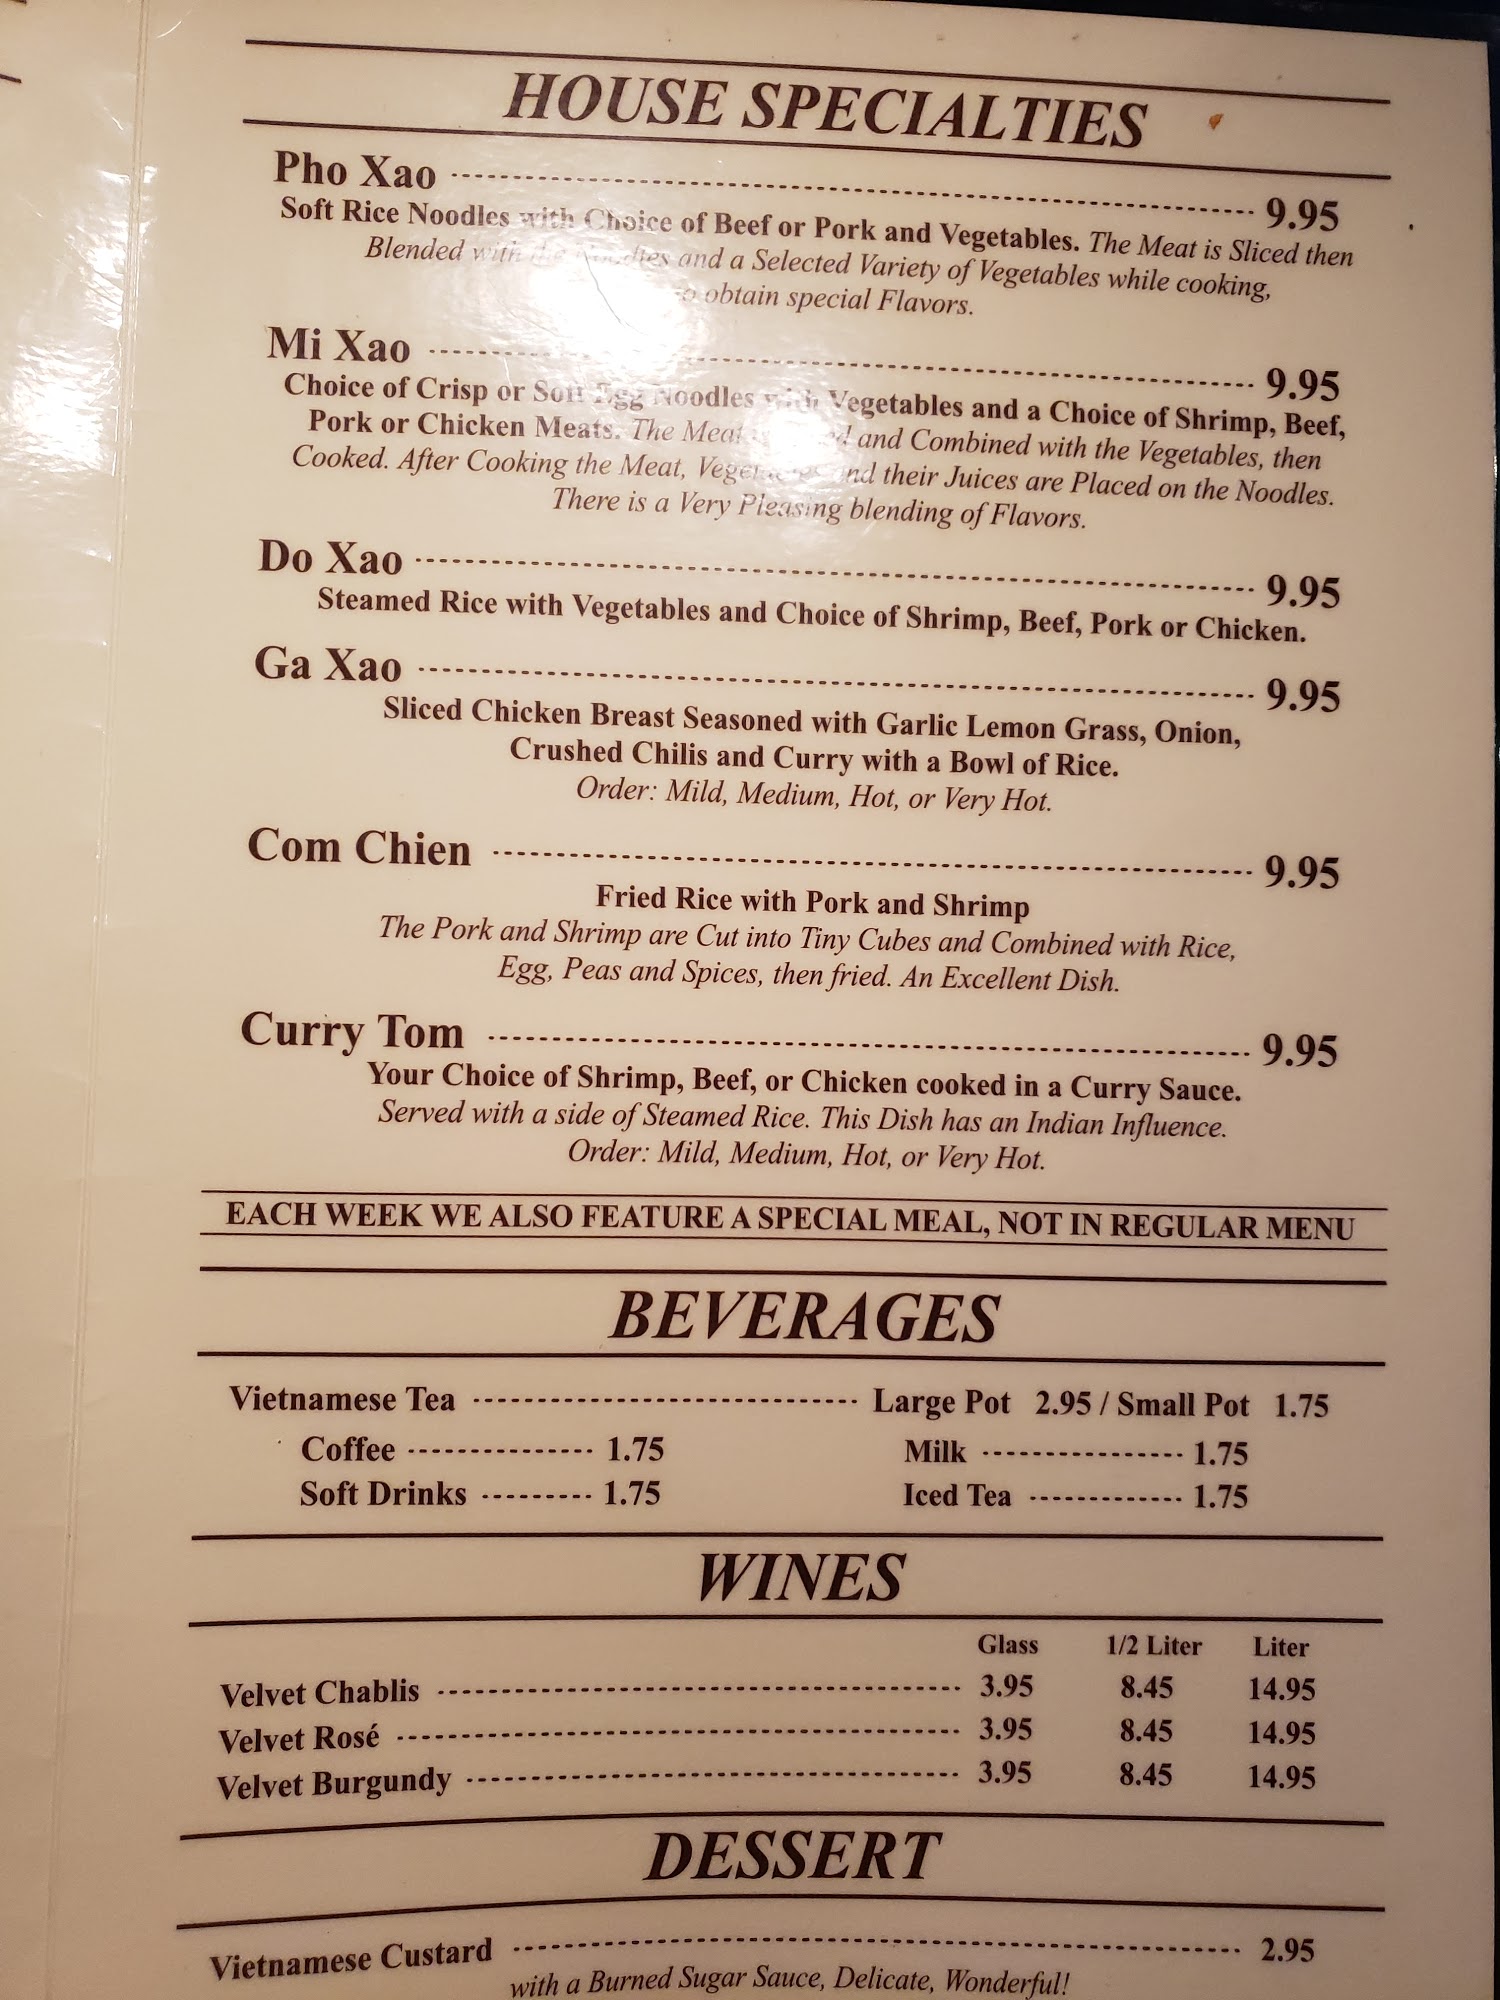 HOUSE SPECIALTIES
Pho Xao 9.95
Soft Rice Noodles with Choice of Beef or Pork and Vegetables. The Meat is Sliced then
Blended with the Noodles and a Selected Variety of Vegetables while cooking,
to obtain special Flavors.
Mi Xao 9.95
Choice of Crisp or Soft Egg Noodles with Vegetables and a Choice of Shrimp, Beef,
Pork or Chicken Meats. The Meat and Combined with the Vegetables, then
Cooked. After Cooking the Meat, Vegetables and their Juices are Placed on the Noodles.
There is a Very Pleasing blending of Flavors.
Do Xao 9.95
Steamed Rice with Vegetables and Choice of Shrimp, Beef, Pork or Chicken.
Ga Xao 9.95
Sliced Chicken Breast Seasoned with Garlic Lemon Grass, Onion,
Crushed Chilis and Curry with a Bowl of Rice.
Order: Mild, Medium, Hot, or Very Hot.
Com Chien 9.95
Fried Rice with Pork and Shrimp
The Pork and Shrimp are Cut into Tiny Cubes and Combined with Rice,
Egg, Peas and Spices, then fried. An Excellent Dish.
Curry Tom 9.95
Your Choice of Shrimp, Beef, or Chicken cooked in a Curry Sauce.
Served with a side of Steamed Rice. This Dish has an Indian Influence.
Order: Mild, Medium, Hot, or Very Hot.
EACH WEEK WE ALSO FEATURE A SPECIAL MEAL, NOT IN REGULAR MENU
BEVERAGES
Vietnamese Tea Large Pot 2.95 / Small Pot 1.75
Coffee 1.75 Milk 1.75
Soft Drinks 1.75 Iced Tea 1.75
WINES
Glass 1/2 Liter Liter
Velvet Chablis 3.95 8.45 14.95
Velvet Rosé 3.95 8.45 14.95
Velvet Burgundy 3.95 8.45 14.95
DESSERT
Vietnamese Custard 2.95
with a Burned Sugar Sauce, Delicate, Wonderful!